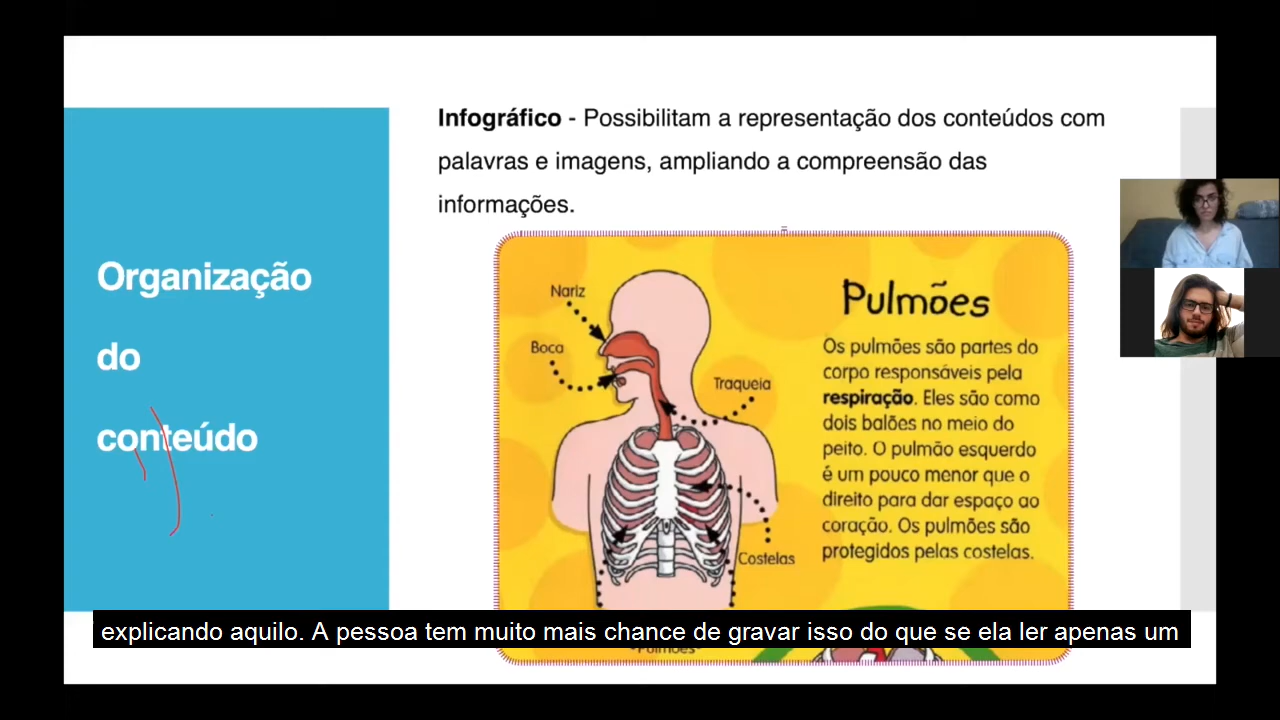 Infográfico - Possibilitam a representação dos conteúdos com
palavras e imagens, ampliando a compreensão das
informações.
Organização
do
conteúdo
Nariz
Boca
Traqueia
Costelas
Pulmões
Os pulmões são partes do
corpo responsáveis pela
respiração. Eles são como
dois balões no meio do
peito. O pulmão esquerdo
é um pouco menor que o
direito para dar espaço ao
coração. Os pulmões são
protegidos pelas costelas.
explicando aquilo. A pessoa tem muito mais chance de gravar isso do que se ela ler apenas um
Pulmões